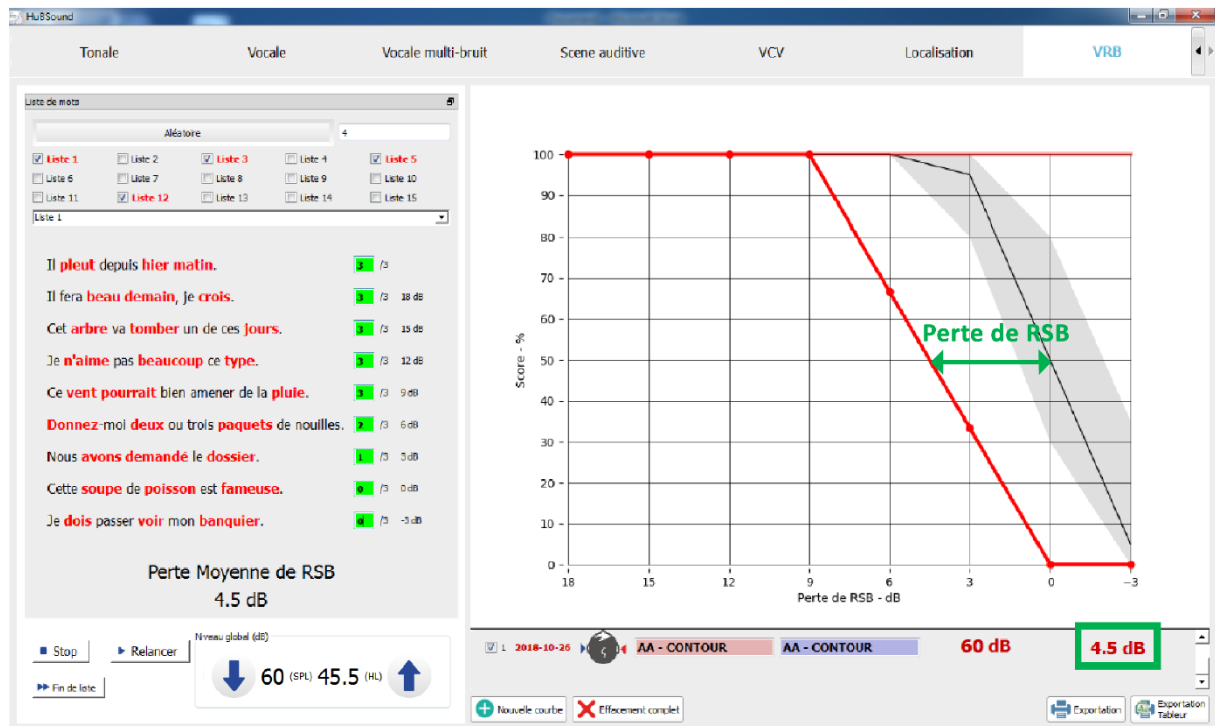 HuBSound
Tonale Vocale Vocale multi-bruit Scene auditive VCV Localisation VRB
Liste de mots
Aléatoire 4
Liste 1 Liste 2 Liste 3 Liste 4 Liste 5
Liste 6 Liste 7 Liste 8 Liste 9 Liste 10
Liste 11 Liste 12 Liste 13 Liste 14 Liste 15
Liste 1
Il pleut depuis hier matin. 3 /3
Il fera beau demain, je crois. 3 /3 18 dB
Cet arbre va tomber un de ces jours. 3 /3 15 dB
Je n'aime pas beaucoup ce type. 3 /3 12 dB
Ce vent pourrait bien amener de la pluie. 3 /3 9 dB
Donnez-moi deux ou trois paquets de nouilles. 2 /3 6 dB
Nous avons demandé le dossier. 1 /3 3 dB
Cette soupe de poisson est fameuse. 0 /3 0 dB
Je dois passer voir mon banquier. 0 /3 -3 dB
Perte Moyenne de RSB
4.5 dB
Stop
Relancer
Fin de liste
Niveau global (dB)
60 (SPL) 45.5 (HL)
Score - %
100
90
80
70
60
50
40
30
20
10
0
Perte de RSB
18 15 12 9 6 3 0 −3
Perte de RSB - dB
1 2018-10-26 AA - CONTOUR AA - CONTOUR 60 dB 4.5 dB
Nouvelle courbe Effacement complet Exportation Exportation
Tableur